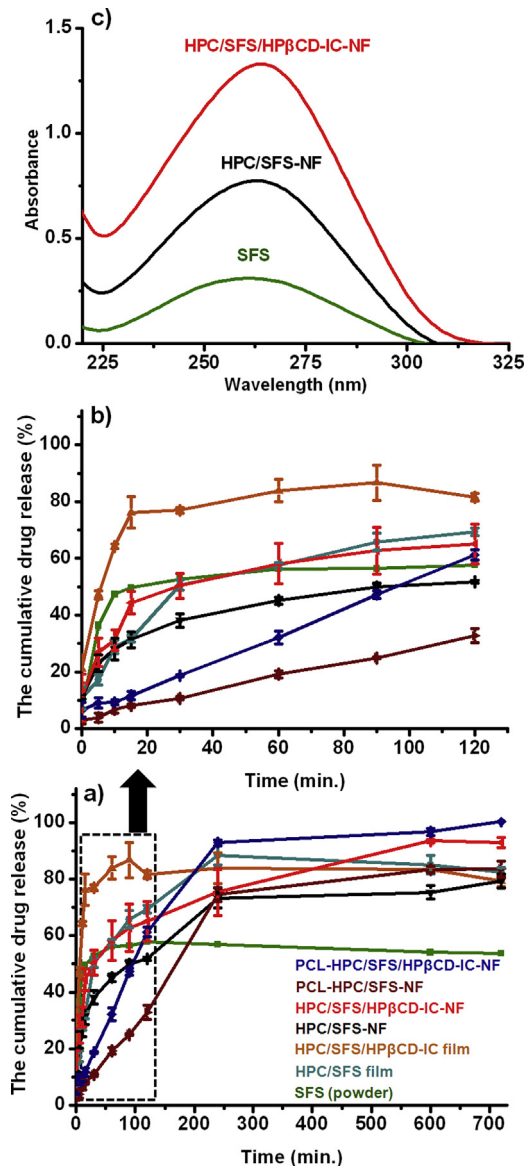 c)
HPC/SFS/HPβCD-IC-NF
HPC/SFS-NF
SFS
Absorbance
1.5
1.0
0.5
0.0
225 250 275 300 325
Wavelength (nm)
b)
The cumulative drug release (%)
100
80
60
40
20
0
0 20 40 60 80 100 120
Time (min.)
a)
The cumulative drug release (%)
100
80
60
40
20
0
PCL-HPC/SFS/HPβCD-IC-NF
PCL-HPC/SFS-NF
HPC/SFS/HPβCD-IC-NF
HPC/SFS-NF
HPC/SFS/HPβCD-IC film
HPC/SFS film
SFS (powder)
0 100 200 300 400 500 600 700
Time (min.)